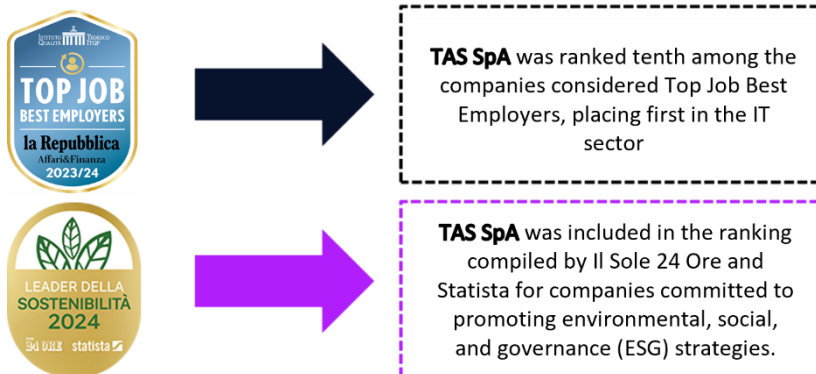 ISTITUTO TEDESCO
QUALITÀ ITQF
TOP JOB
BEST EMPLOYERS
la Repubblica
Affari&Finanza
2023/24
TAS SpA was ranked tenth among the
companies considered Top Job Best
Employers, placing first in the IT
sector
LEADER DELLA
SOSTENIBILITÀ
2024
24 ORE statista
TAS SpA was included in the ranking
compiled by Il Sole 24 Ore and
Statista for companies committed to
promoting environmental, social,
and governance (ESG) strategies.